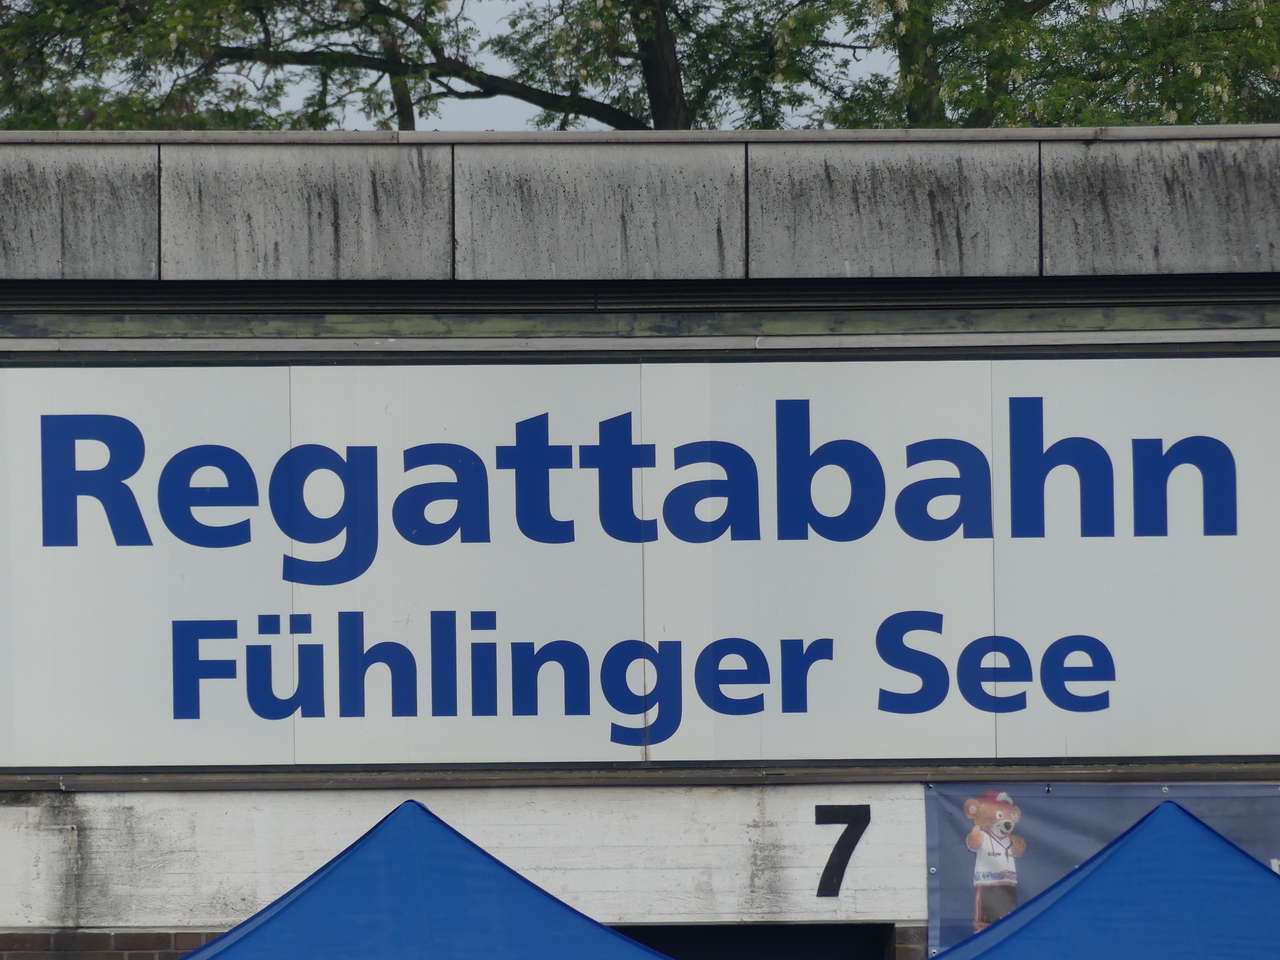 Regattabahn
Fühlinger See
7